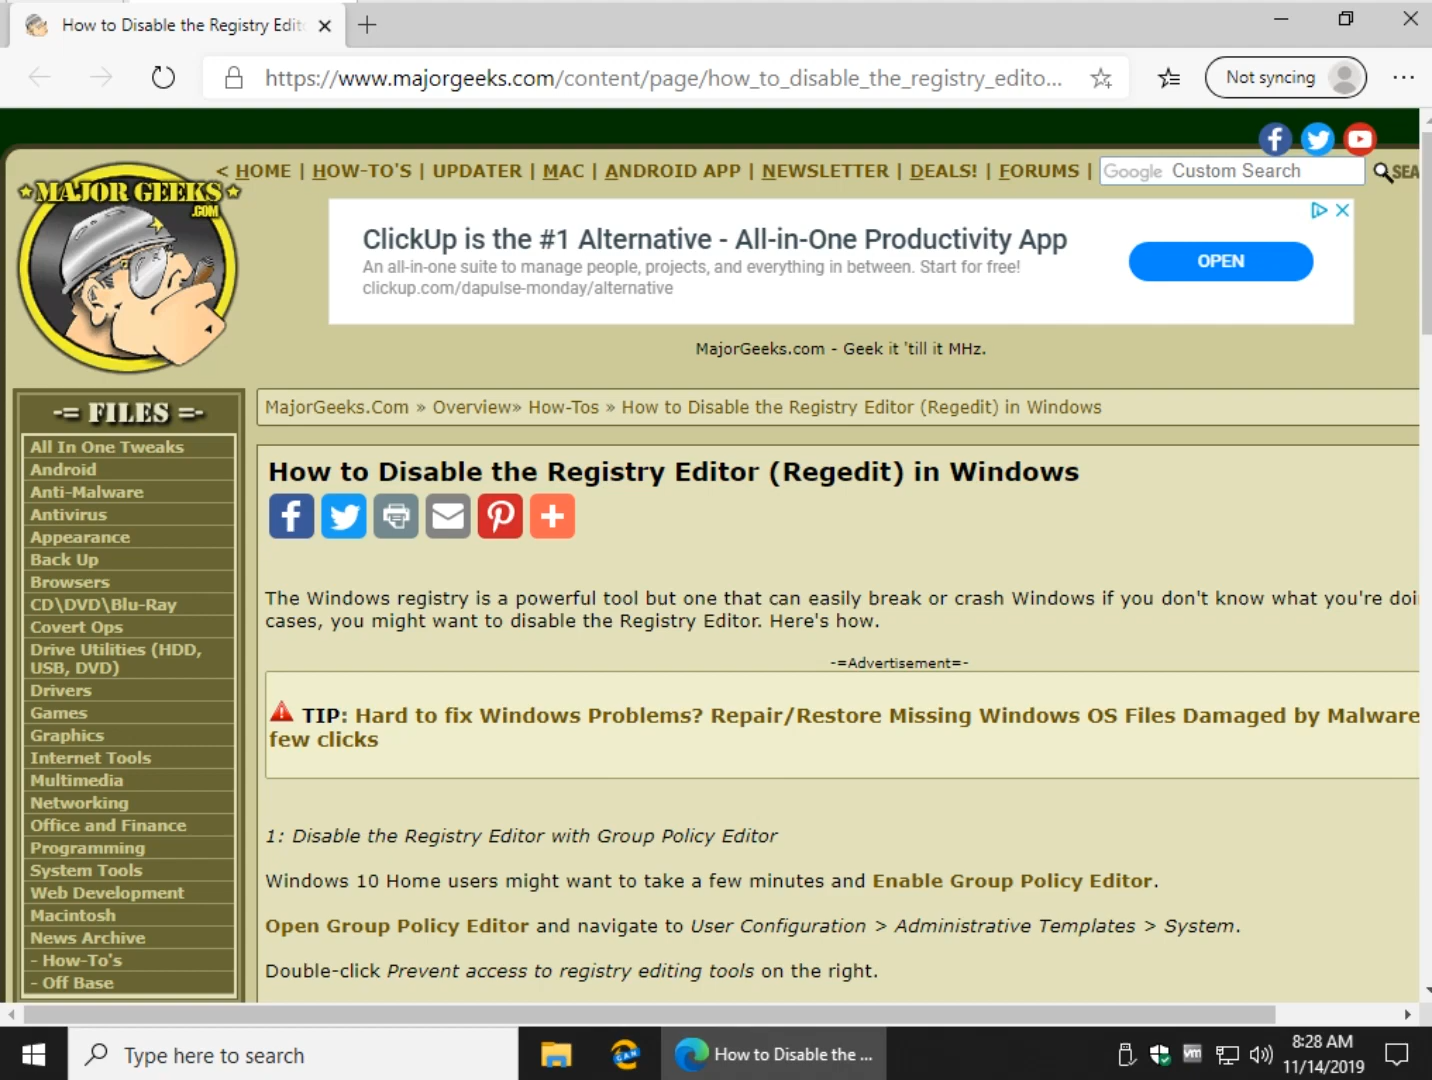 How to Disable the Registry Edit
Not syncing
https://www.majorgeeks.com/content/page/how_to_disable_the_registry_edito...
< HOME | HOW-TO'S | UPDATER | MAC | ANDROID APP | NEWSLETTER | DEALS! | FORUMS |
Google Custom Search
SEA
MAJOR GEEKS
.COM
ClickUp is the #1 Alternative - All-in-One Productivity App
An all-in-one suite to manage people, projects, and everything in between. Start for free!
clickup.com/dapulse-monday/alternative
OPEN
MajorGeeks.com - Geek it 'till it MHz.
-= FILES =-
All In One Tweaks
Android
Anti-Malware
Antivirus
Appearance
Back Up
Browsers
CD\DVD\Blu-Ray
Covert Ops
Drive Utilities (HDD,
USB, DVD)
Drivers
Games
Graphics
Internet Tools
Multimedia
Networking
Office and Finance
Programming
System Tools
Web Development
Macintosh
News Archive
- How-To's
- Off Base
MajorGeeks.Com » Overview» How-Tos » How to Disable the Registry Editor (Regedit) in Windows
How to Disable the Registry Editor (Regedit) in Windows
The Windows registry is a powerful tool but one that can easily break or crash Windows if you don't know what you're doi
cases, you might want to disable the Registry Editor. Here's how.
-=Advertisement=-
TIP: Hard to fix Windows Problems? Repair/Restore Missing Windows OS Files Damaged by Malware
few clicks
1: Disable the Registry Editor with Group Policy Editor
Windows 10 Home users might want to take a few minutes and Enable Group Policy Editor.
Open Group Policy Editor and navigate to User Configuration > Administrative Templates > System.
Double-click Prevent access to registry editing tools on the right.
Type here to search
CAN
How to Disable the ...
vm
8:28 AM
11/14/2019